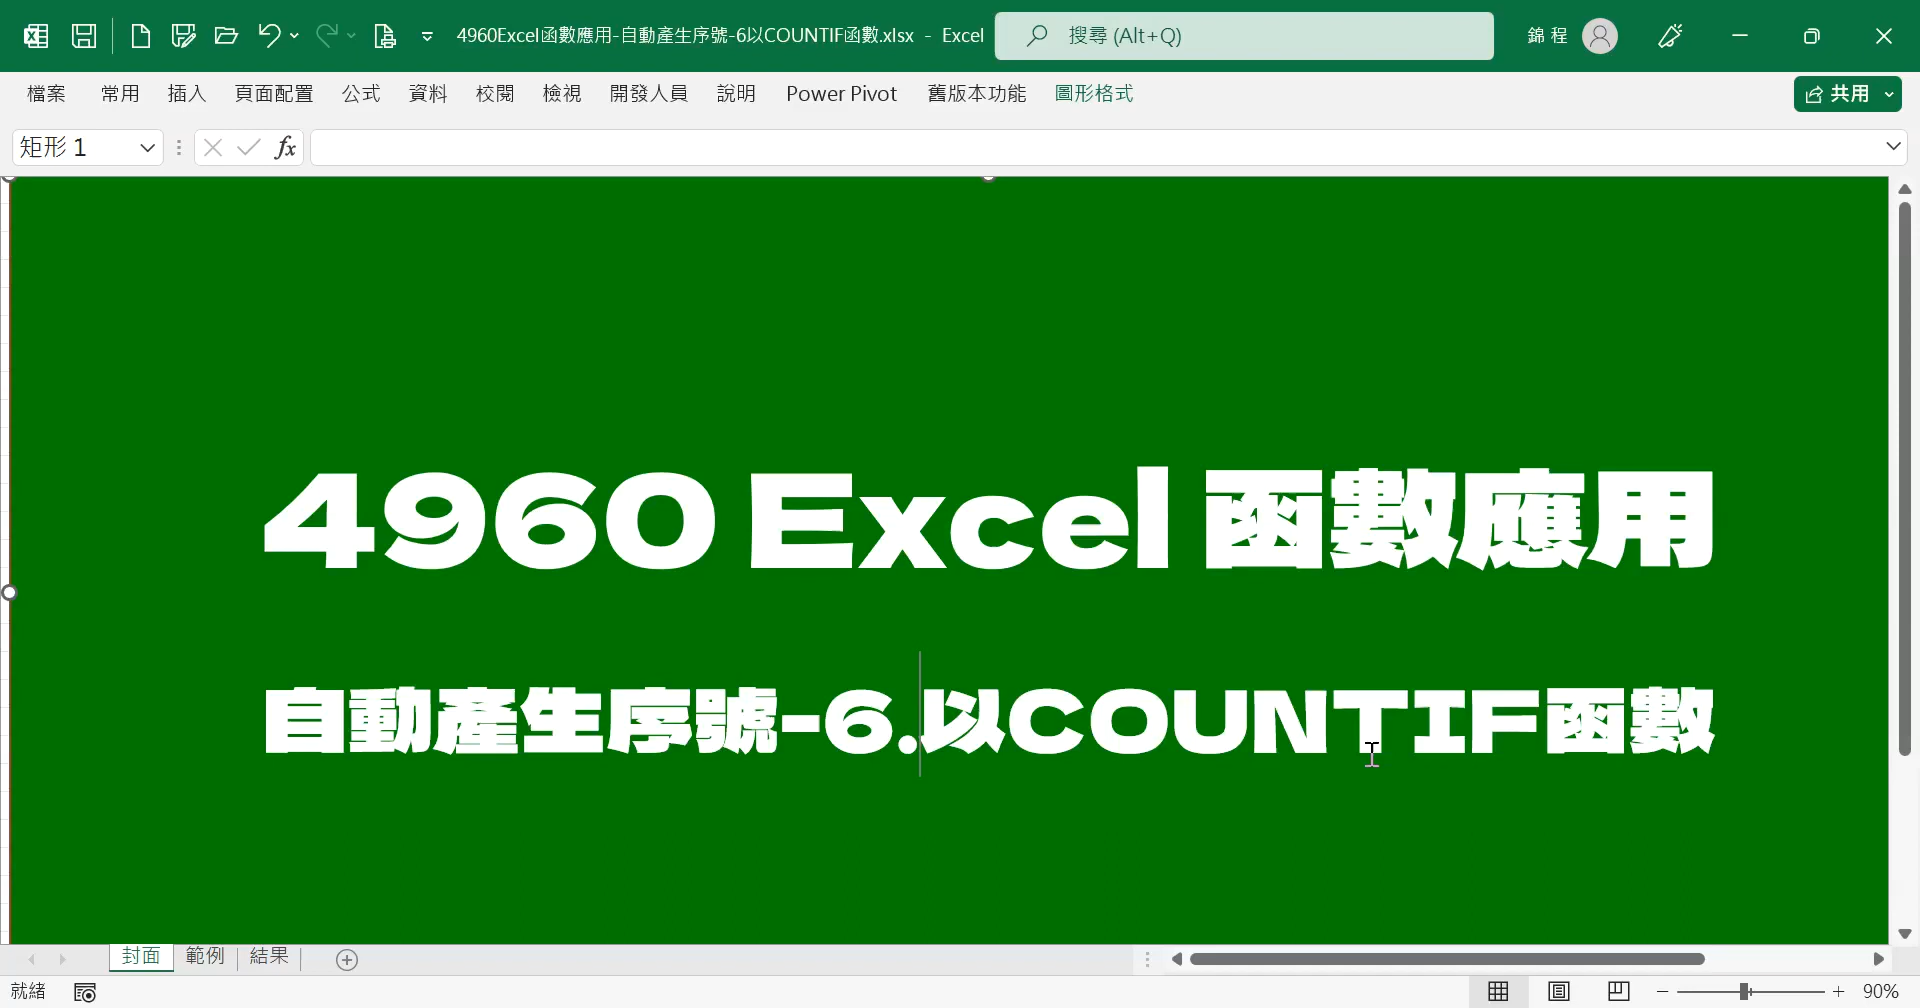 4960Excel函數應用-自動產生序號-6以COUNTIF函數.xlsx - Excel
搜尋 (Alt+Q)
錦 程
檔案 常用 插入 頁面配置 公式 資料 校閱 檢視 開發人員 說明 Power Pivot 舊版本功能 圖形格式
共用
矩形 1
fx
4960 Excel 函數應用
自動產生序號-6.以COUNTIF函數
封面 範例 結果
就緒
90%